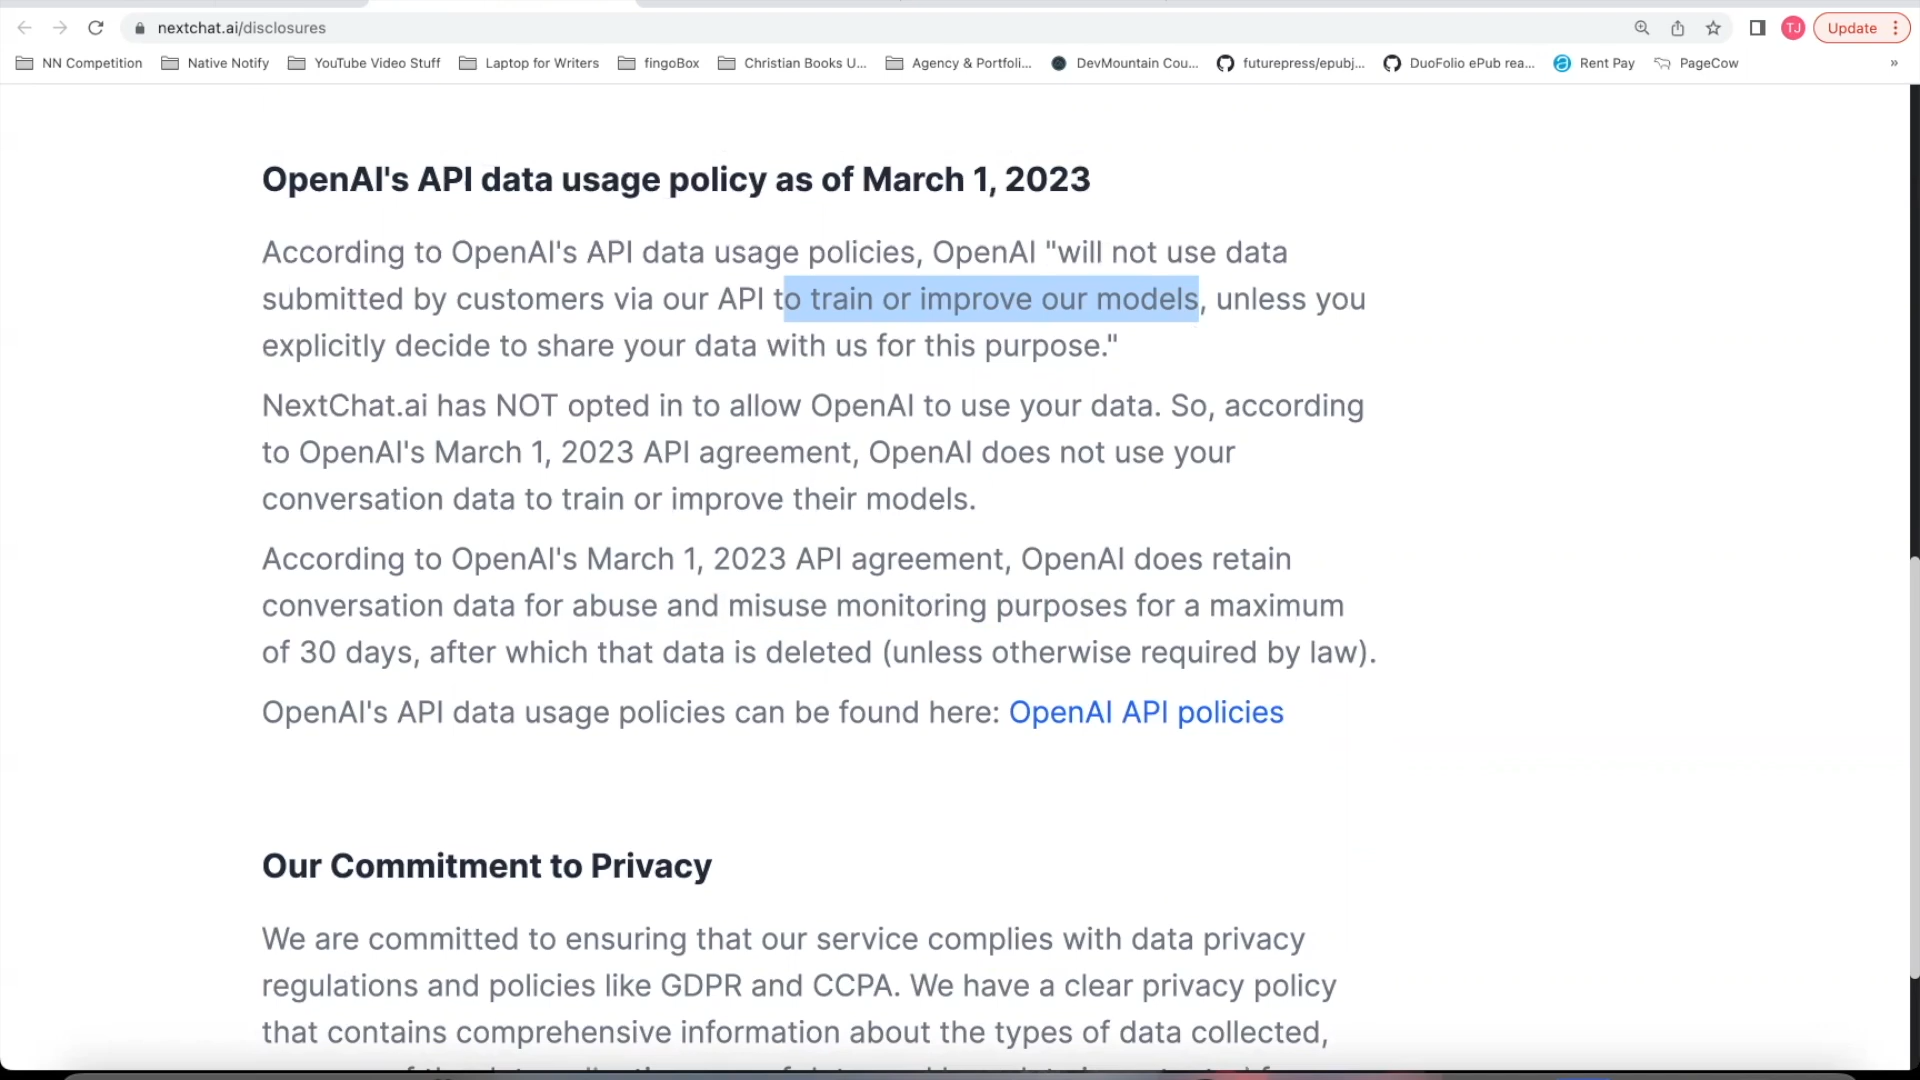 nextchat.ai/disclosures
TJ
Update
NN Competition
Native Notify
YouTube Video Stuff
Laptop for Writers
fingoBox
Christian Books U...
Agency & Portfoli...
DevMountain Cou...
futurepress/epubj...
DuoFolio ePub rea...
Rent Pay
PageCow
»
OpenAI's API data usage policy as of March 1, 2023
According to OpenAI's API data usage policies, OpenAI "will not use data
submitted by customers via our API to train or improve our models, unless you
explicitly decide to share your data with us for this purpose."
NextChat.ai has NOT opted in to allow OpenAI to use your data. So, according
to OpenAI's March 1, 2023 API agreement, OpenAI does not use your
conversation data to train or improve their models.
According to OpenAI's March 1, 2023 API agreement, OpenAI does retain
conversation data for abuse and misuse monitoring purposes for a maximum
of 30 days, after which that data is deleted (unless otherwise required by law).
OpenAI's API data usage policies can be found here: OpenAI API policies
Our Commitment to Privacy
We are committed to ensuring that our service complies with data privacy
regulations and policies like GDPR and CCPA. We have a clear privacy policy
that contains comprehensive information about the types of data collected,